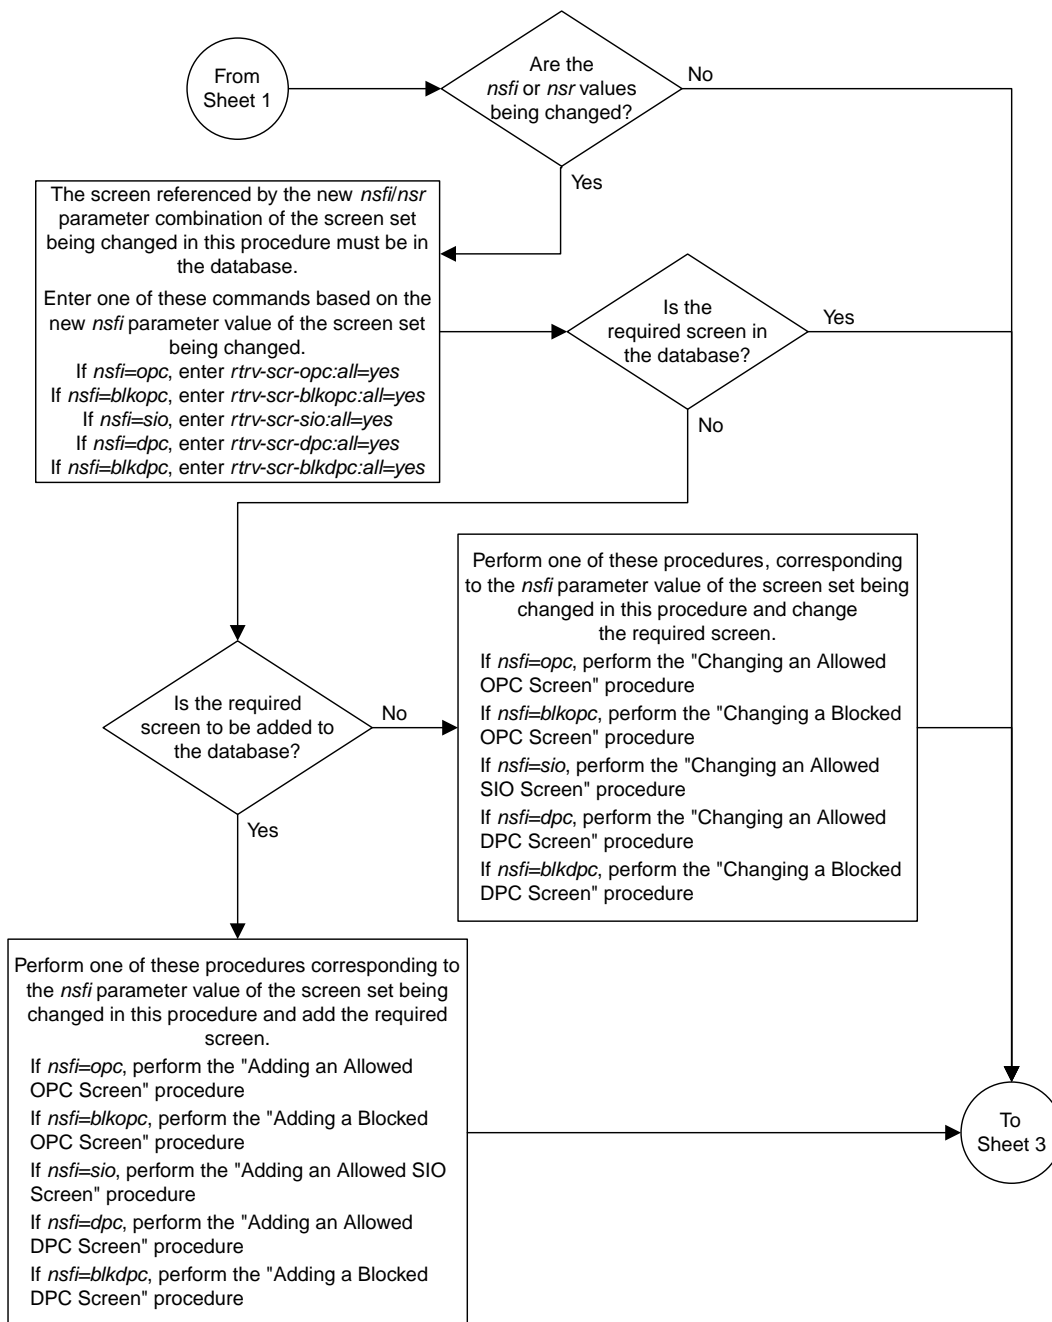 From
Sheet 1
Are the
nsfi or nsr values
being changed?
No
Yes
The screen referenced by the new nsfi/nsr
parameter combination of the screen set
being changed in this procedure must be in
the database.
Enter one of these commands based on the
new nsfi parameter value of the screen set
being changed.
If nsfi=opc, enter rtrv-scr-opc:all=yes
If nsfi=blkopc, enter rtrv-scr-blkopc:all=yes
If nsfi=sio, enter rtrv-scr-sio:all=yes
If nsfi=dpc, enter rtrv-scr-dpc:all=yes
If nsfi=blkdpc, enter rtrv-scr-blkdpc:all=yes
Is the
required screen in
the database?
Yes
No
Is the required
screen to be added to
the database?
No
Yes
Perform one of these procedures, corresponding
to the nsfi parameter value of the screen set being
changed in this procedure and change
the required screen.
If nsfi=opc, perform the "Changing an Allowed
OPC Screen" procedure
If nsfi=blkopc, perform the "Changing a Blocked
OPC Screen" procedure
If nsfi=sio, perform the "Changing an Allowed
SIO Screen" procedure
If nsfi=dpc, perform the "Changing an Allowed
DPC Screen" procedure
If nsfi=blkdpc, perform the "Changing a Blocked
DPC Screen" procedure
Perform one of these procedures corresponding to
the nsfi parameter value of the screen set being
changed in this procedure and add the required
screen.
If nsfi=opc, perform the "Adding an Allowed
OPC Screen" procedure
If nsfi=blkopc, perform the "Adding a Blocked
OPC Screen" procedure
If nsfi=sio, perform the "Adding an Allowed SIO
Screen" procedure
If nsfi=dpc, perform the "Adding an Allowed
DPC Screen" procedure
If nsfi=blkdpc, perform the "Adding a Blocked
DPC Screen" procedure
To
Sheet 3